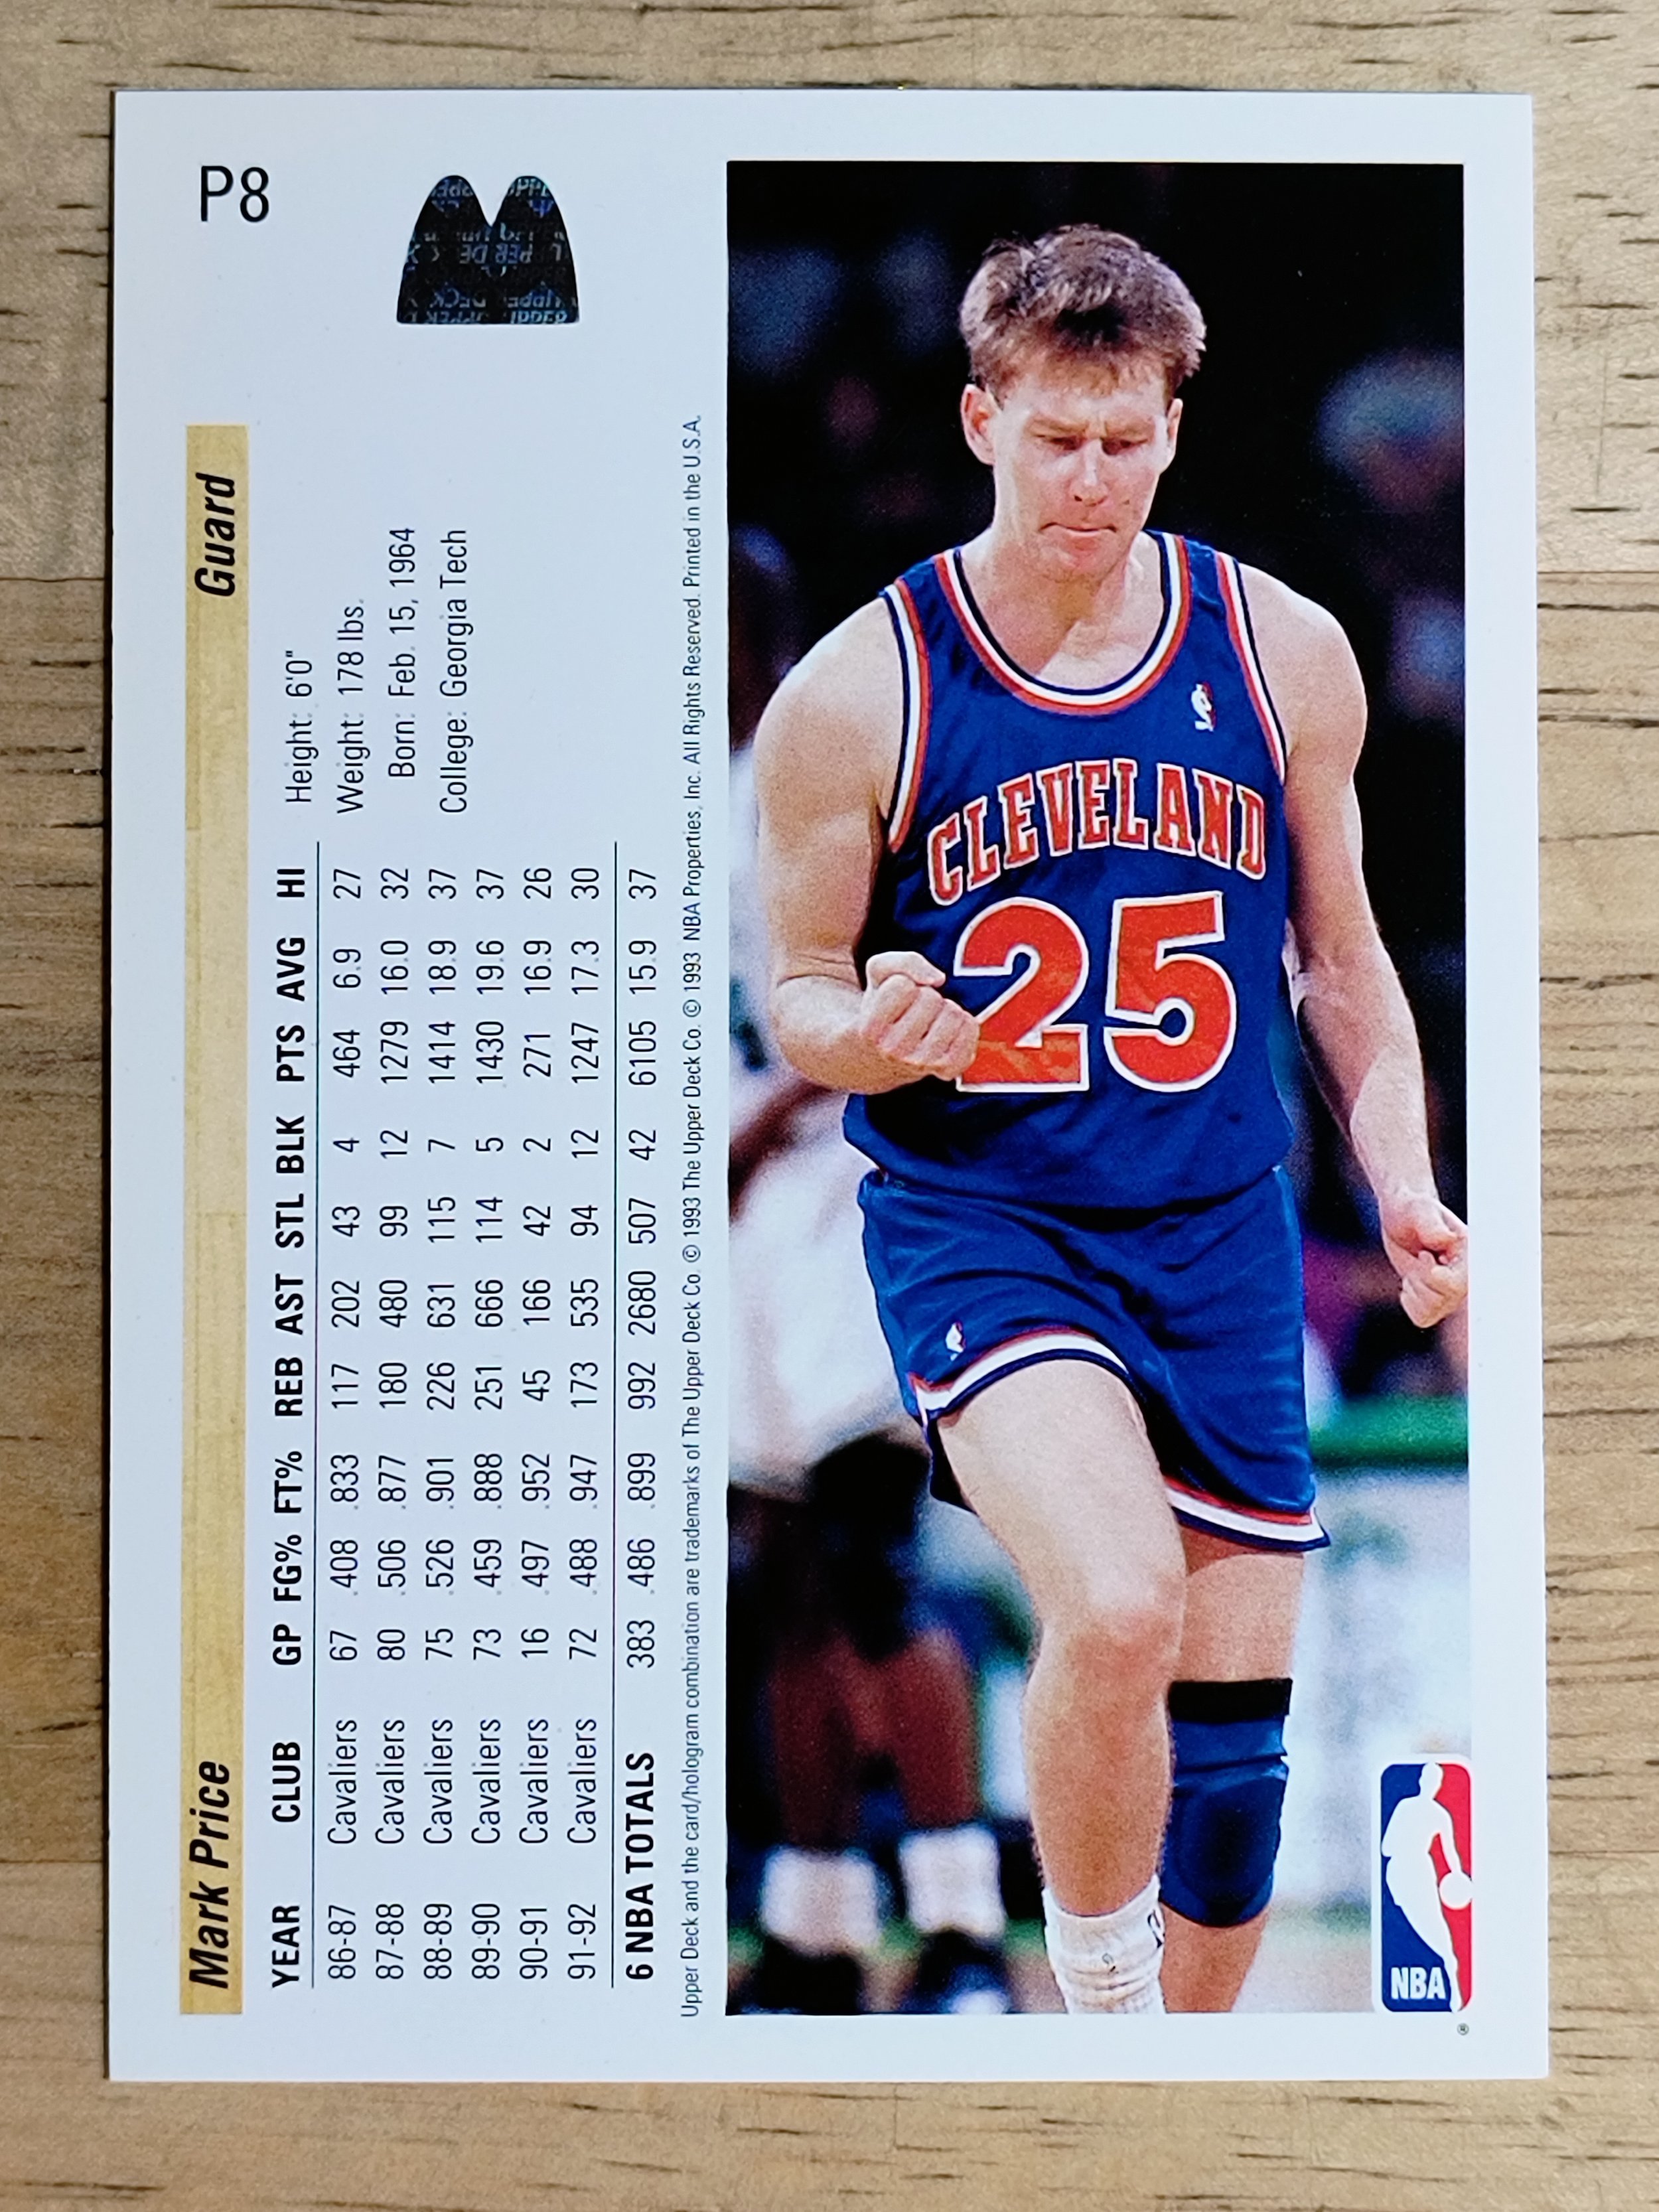 P8
Mark Price Guard
YEAR CLUB GP FG% FT% REB AST STL BLK PTS AVG HI
86-87 Cavaliers 67 .408 .833 117 202 43 4 464 6.9 27
87-88 Cavaliers 80 .506 .877 180 480 99 12 1279 16.0 32
88-89 Cavaliers 75 .526 .901 226 631 115 7 1414 18.9 37
89-90 Cavaliers 73 .459 .888 251 666 114 5 1430 19.6 37
90-91 Cavaliers 16 .497 .952 45 166 42 2 271 16.9 26
91-92 Cavaliers 72 .488 .947 173 535 94 12 1247 17.3 30
6 NBA TOTALS 383 .486 .899 992 2680 507 42 6105 15.9 37
Height: 6'0"
Weight: 178 lbs.
Born: Feb. 15, 1964
College: Georgia Tech
Upper Deck and the card/hologram combination are trademarks of The Upper Deck Co. © 1993 The Upper Deck Co. © 1993 NBA Properties, Inc. All Rights Reserved. Printed in the U.S.A.
CLEVELAND
25
NBA
®